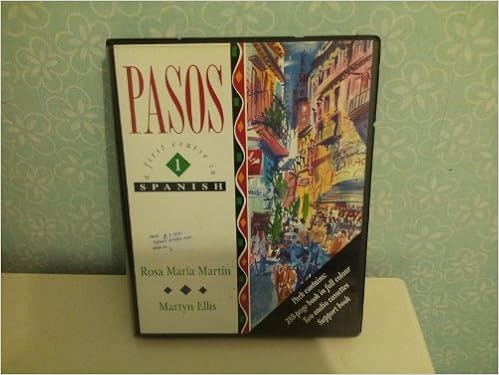 PASOS
a first course in
1
SPANISH
Rosa María Martín
Martyn Ellis
Pack contains:
288-page book in full colour
Two audio cassettes
Support book